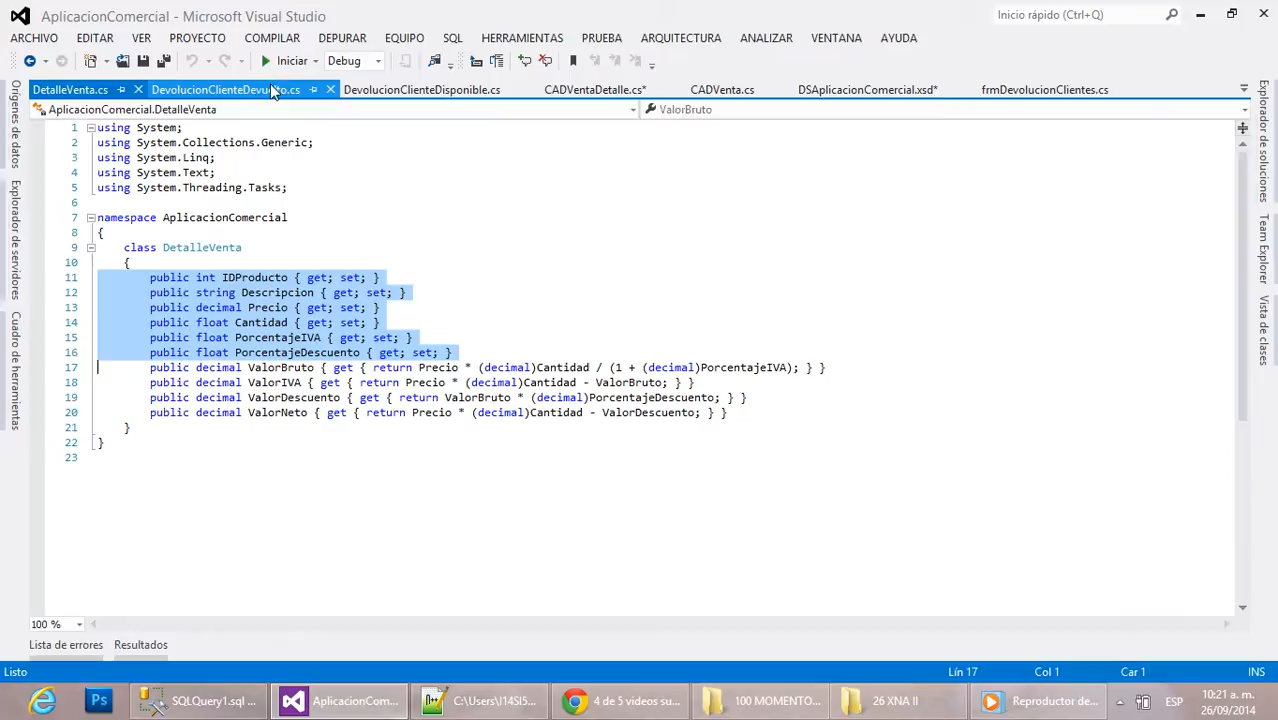 AplicacionComercial - Microsoft Visual Studio
Inicio rápido (Ctrl+Q)
ARCHIVO EDITAR VER PROYECTO COMPILAR DEPURAR EQUIPO SQL HERRAMIENTAS PRUEBA ARQUITECTURA ANALIZAR VENTANA AYUDA
Iniciar Debug
DetalleVenta.cs DevolucionClienteDevuelto.cs DevolucionClienteDisponible.cs CADVentaDetalle.cs* CADVenta.cs DSAplicacionComercial.xsd* frmDevolucionClientes.cs
AplicacionComercial.DetalleVenta ValorBruto
1 using System;
2 using System.Collections.Generic;
3 using System.Linq;
4 using System.Text;
5 using System.Threading.Tasks;
6
7 namespace AplicacionComercial
8 {
9 class DetalleVenta
10 {
11 public int IDProducto { get; set; }
12 public string Descripcion { get; set; }
13 public decimal Precio { get; set; }
14 public float Cantidad { get; set; }
15 public float PorcentajeIVA { get; set; }
16 public float PorcentajeDescuento { get; set; }
17 public decimal ValorBruto { get { return Precio * (decimal)Cantidad / (1 + (decimal)PorcentajeIVA); } }
18 public decimal ValorIVA { get { return Precio * (decimal)Cantidad - ValorBruto; } }
19 public decimal ValorDescuento { get { return ValorBruto * (decimal)PorcentajeDescuento; } }
20 public decimal ValorNeto { get { return Precio * (decimal)Cantidad - ValorDescuento; } }
21 }
22 }
23
Orígenes de datos
Explorador de servidores
Cuadro de herramientas
Explorador de soluciones
Team Explorer
Vista de clases
100 %
Lista de errores Resultados
Listo Lín 17 Col 1 Car 1 INS
SQLQuery1.sql ... AplicacionCom... C:\Users\I14SI5... 4 de 5 videos su... 100 MOMENTO... 26 XNA II Reproductor de... ESP
10:21 a. m.
26/09/2014
Ps